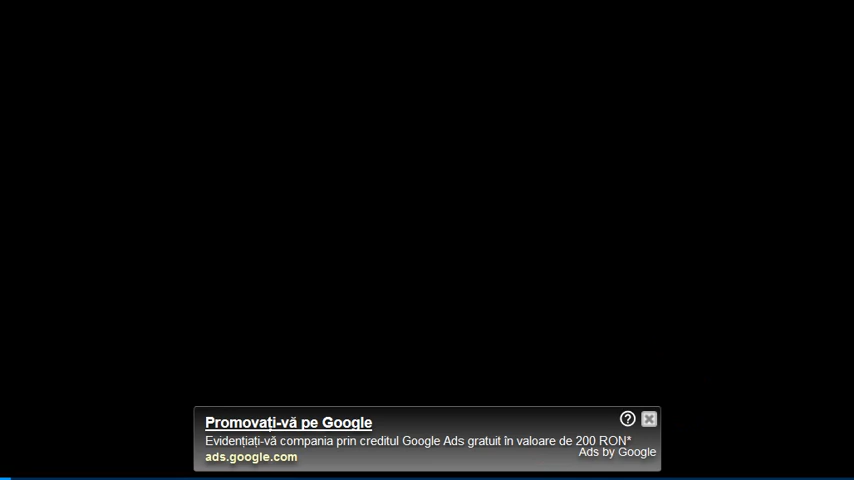 Promovați-vă pe Google
Evidențiați-vă compania prin creditul Google Ads gratuit în valoare de 200 RON*
ads.google.com
Ads by Google